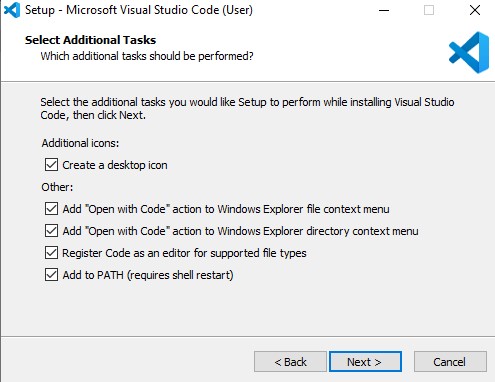 Setup - Microsoft Visual Studio Code (User)
Select Additional Tasks
Which additional tasks should be performed?
Select the additional tasks you would like Setup to perform while installing Visual Studio
Code, then click Next.
Additional icons:
Create a desktop icon
Other:
Add "Open with Code" action to Windows Explorer file context menu
Add "Open with Code" action to Windows Explorer directory context menu
Register Code as an editor for supported file types
Add to PATH (requires shell restart)
< Back
Next >
Cancel